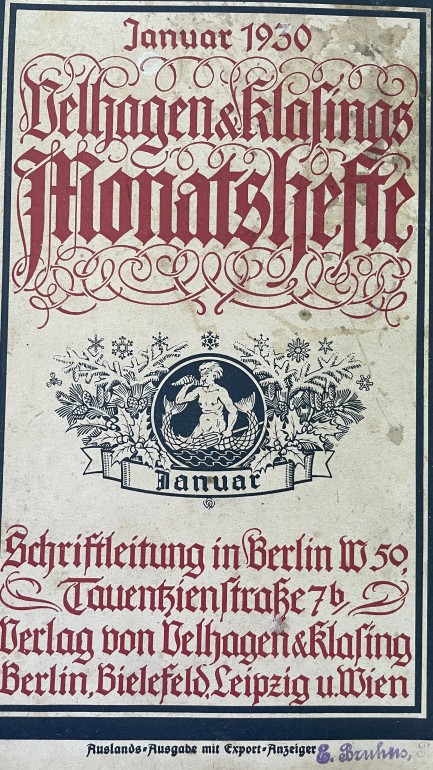 Januar 1930
Velhagen & Klasings
Monatshefte
Januar
Schriftleitung in Berlin W 50,
Tauentzienstraße 7b,
Verlag von Velhagen & Klasing
Berlin, Bielefeld, Leipzig u. Wien
Auslands-Ausgabe mit Export-Anzeiger
E. Bruhns,